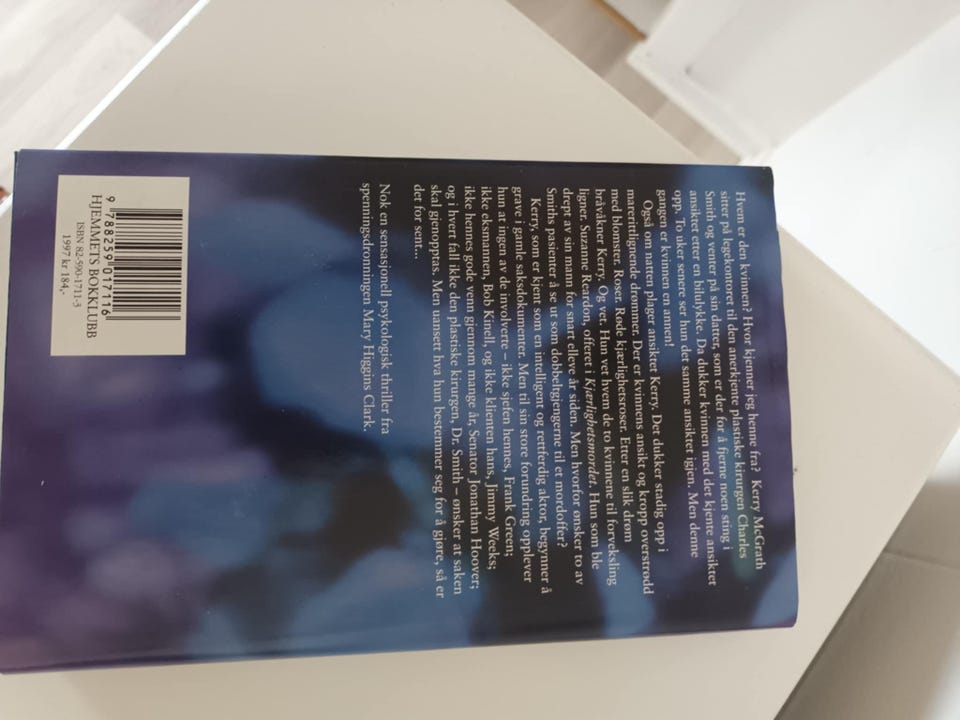 Hvem er den kvinnen? Hvor kjenner jeg henne fra? Kerry McGrath
sitter på legekontoret til den anerkjente plastiske kirurgen Charles
Smith og venter på sin datter, som er der for å fjerne noen sting i
ansiktet etter en bilulykke. Da dukker kvinnen med det kjente ansiktet
opp. To uker senere ser hun det samme ansiktet igjen. Men denne
gangen er kvinnen en annen!
Også om natten plager ansiktet Kerry. Det dukker stadig opp i
marerittlignende drømmer. Der er kvinnens ansikt og kropp overstrødd
med blomster. Roser. Røde kjærlighetsroser. Etter en slik drøm
bråvåkner Kerry. Og vet. Hun vet hvem de to kvinnene til forveksling
ligner. Suzanne Reardon, offeret i Kjærlighetsmordet. Hun som ble
drept av sin mann for snart elleve år siden. Men hvorfor ønsker to av
Smiths pasienter å se ut som dobbelgjengerne til et mordoffer?
Kerry, som er kjent som en intelligent og rettferdig aktor, begynner å
grave i gamle saksdokumenter. Men til sin store forundring opplever
hun at ingen av de involverte – ikke sjefen hennes, Frank Green;
ikke eksmannen, Bob Kinell, og ikke klienten hans, Jimmy Weeks;
ikke hennes gode venn gjennom mange år, Senator Jonathan Hoover;
og i hvert fall ikke den plastiske kirurgen, Dr. Smith – ønsker at saken
skal gjenopptas. Men uansett hva hun bestemmer seg for å gjøre, så er
det for sent...
Nok en sensasjonell psykologisk thriller fra
spenningsdronningen Mary Higgins Clark.
9 788259 017116
HJEMMETS BOKKLUBB
ISBN 82-590-1711-3
1997 kr 184,-